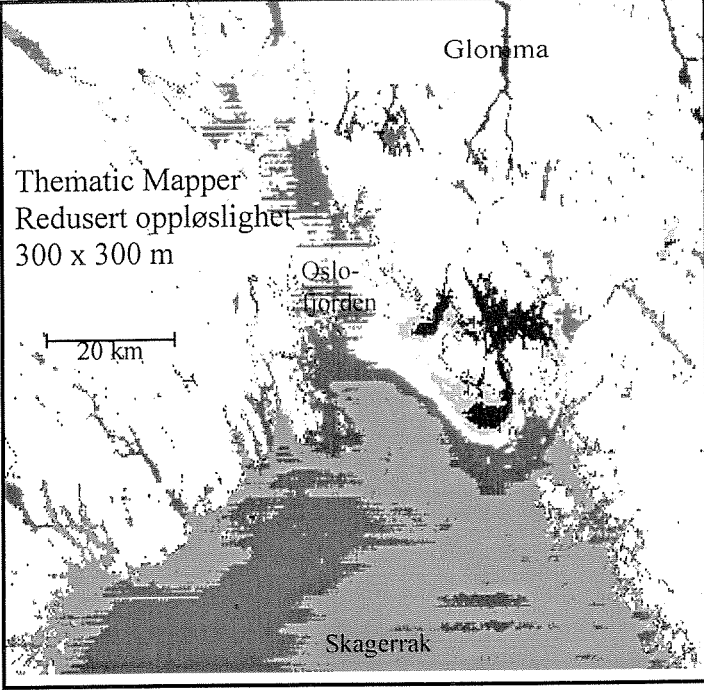 Glomma
Thematic Mapper
Redusert oppløslighet
300 x 300 m
Oslo-
fjorden
20 km
Skagerrak